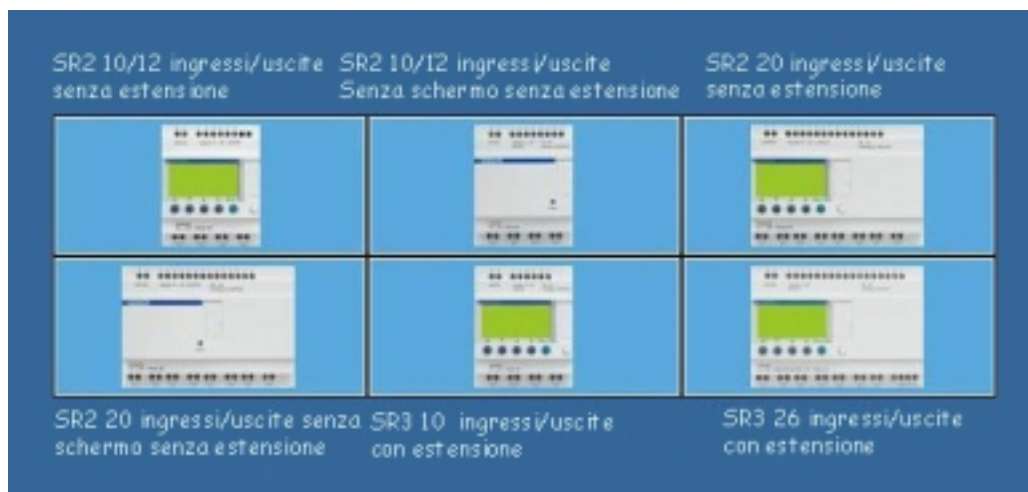 SR2 10/12 ingressi/uscite
senza estensione
SR2 10/12 ingressi/uscite
Senza schermo senza estensione
SR2 20 ingressi/uscite
senza estensione
SR2 20 ingressi/uscite senza
schermo senza estensione
SR3 10 ingressi/uscite
con estensione
SR3 26 ingressi/uscite
con estensione